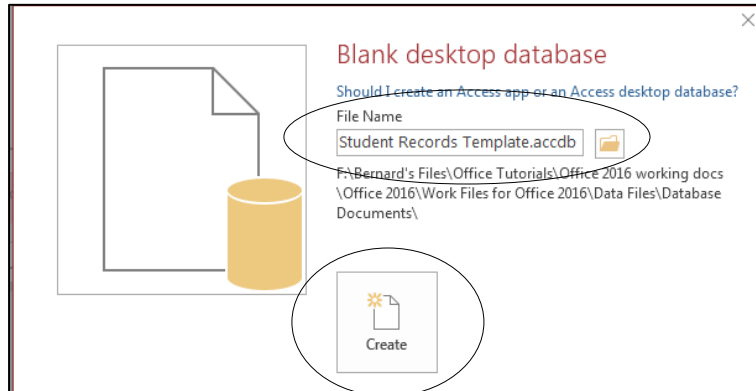 Blank desktop database
Should I create an Access app or an Access desktop database?
File Name
Student Records Template.accdb
F:\Bernard's Files\Office Tutorials\Office 2016 working docs
\Office 2016\Work Files for Office 2016\Data Files\Database
Documents\
Create